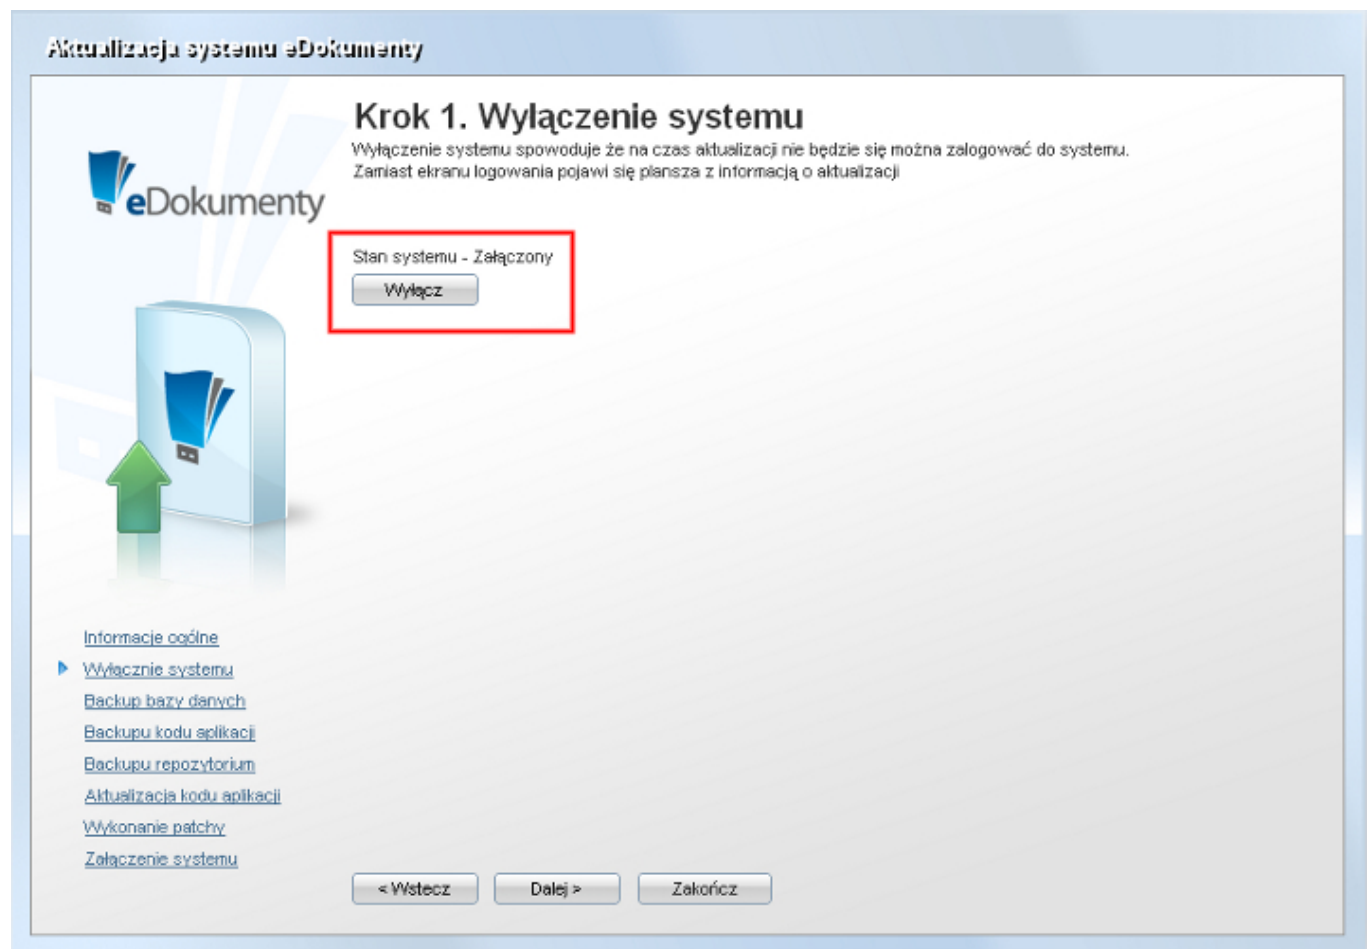 Aktualizacja systemu eDokumenty
Krok 1. Wyłączenie systemu
Wyłączenie systemu spowoduje że na czas aktualizacji nie będzie się można zalogować do systemu.
Zamiast ekranu logowania pojawi się plansza z informacją o aktualizacji
eDokumenty
Stan systemu - Załączony
Wyłącz
Informacje ogólne
Wyłącznie systemu
Backup bazy danych
Backupu kodu aplikacji
Backupu repozytorium
Aktualizacja kodu aplikacji
Wykonanie patchy
Załączenie systemu
< Wstecz Dalej > Zakończ